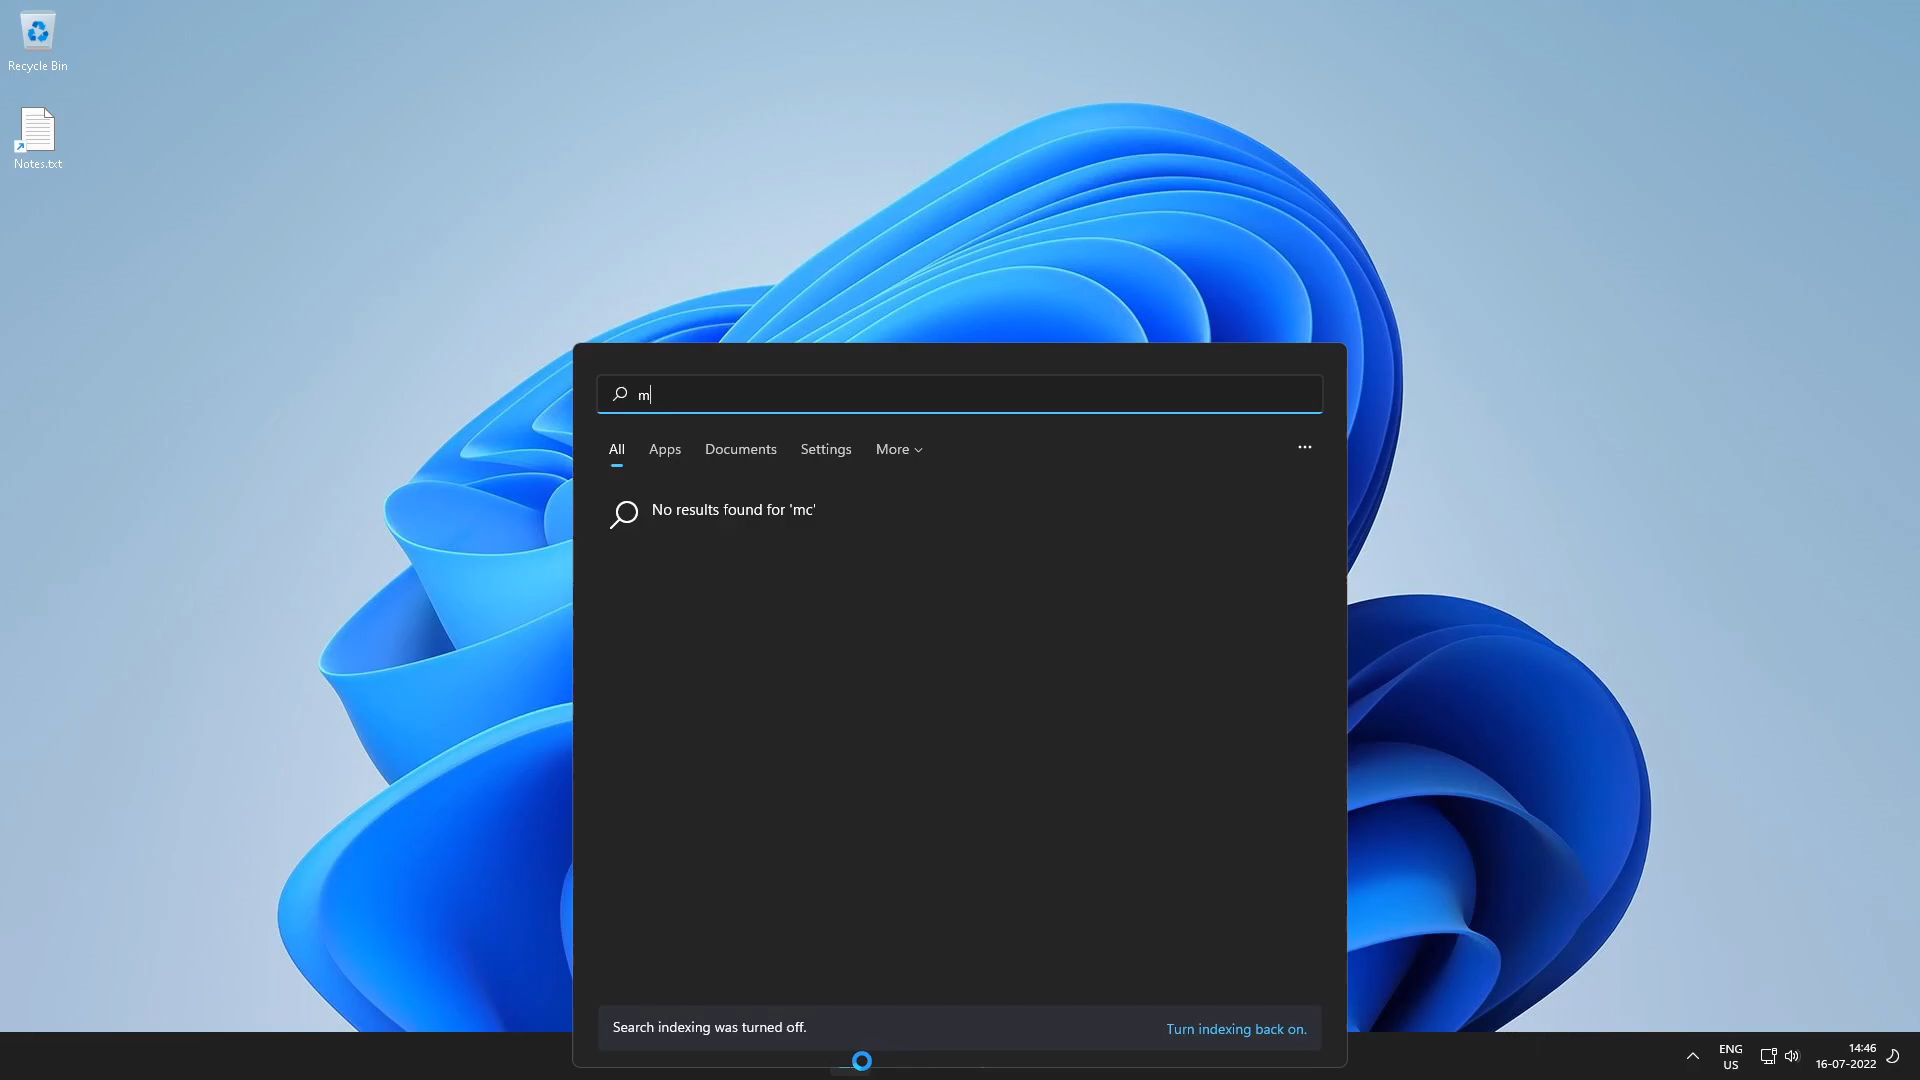 Recycle Bin
Notes.txt
m
All Apps Documents Settings More
No results found for 'mc'
Search indexing was turned off. Turn indexing back on.
ENG
US
14:46
16-07-2022